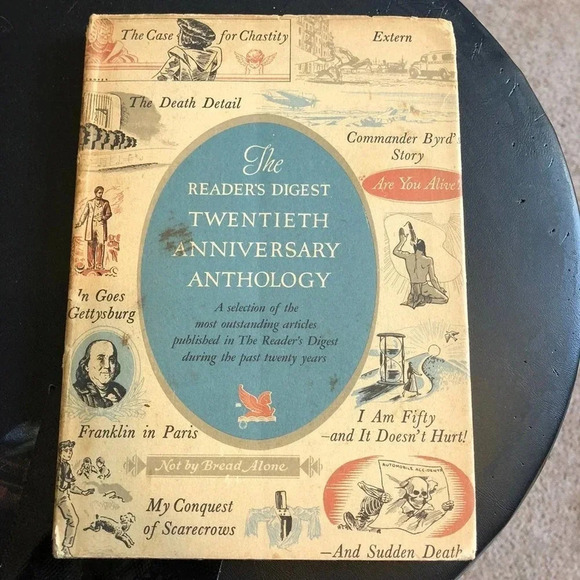 The Case for Chastity
Extern
The Death Detail
Commander Byrd's
Story
Are You Alive?
The
READER'S DIGEST
TWENTIETH
ANNIVERSARY
ANTHOLOGY
A selection of the
most outstanding articles
published in The Reader's Digest
during the past twenty years
'n Goes
Gettysburg
Franklin in Paris
I Am Fifty
—and It Doesn't Hurt!
Not by Bread Alone
AUTOMOBILE ACCIDENTS
My Conquest
of Scarecrows
—And Sudden Death